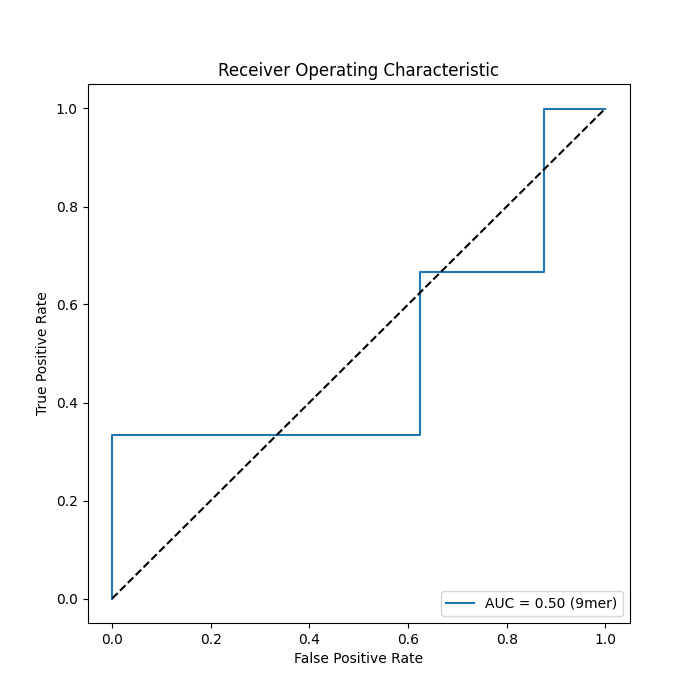 Receiver Operating Characteristic
1.0
0.8
0.6
0.4
0.2
0.0
True Positive Rate
AUC = 0.50 (9mer)
0.0 0.2 0.4 0.6 0.8 1.0
False Positive Rate